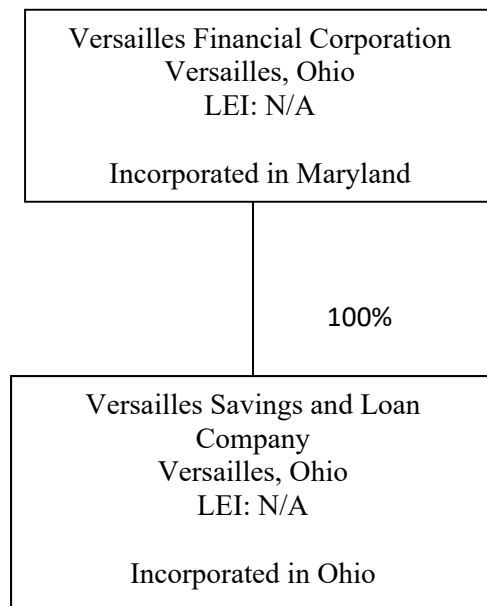 Versailles Financial Corporation
Versailles, Ohio
LEI: N/A
Incorporated in Maryland
100%
Versailles Savings and Loan
Company
Versailles, Ohio
LEI: N/A
Incorporated in Ohio